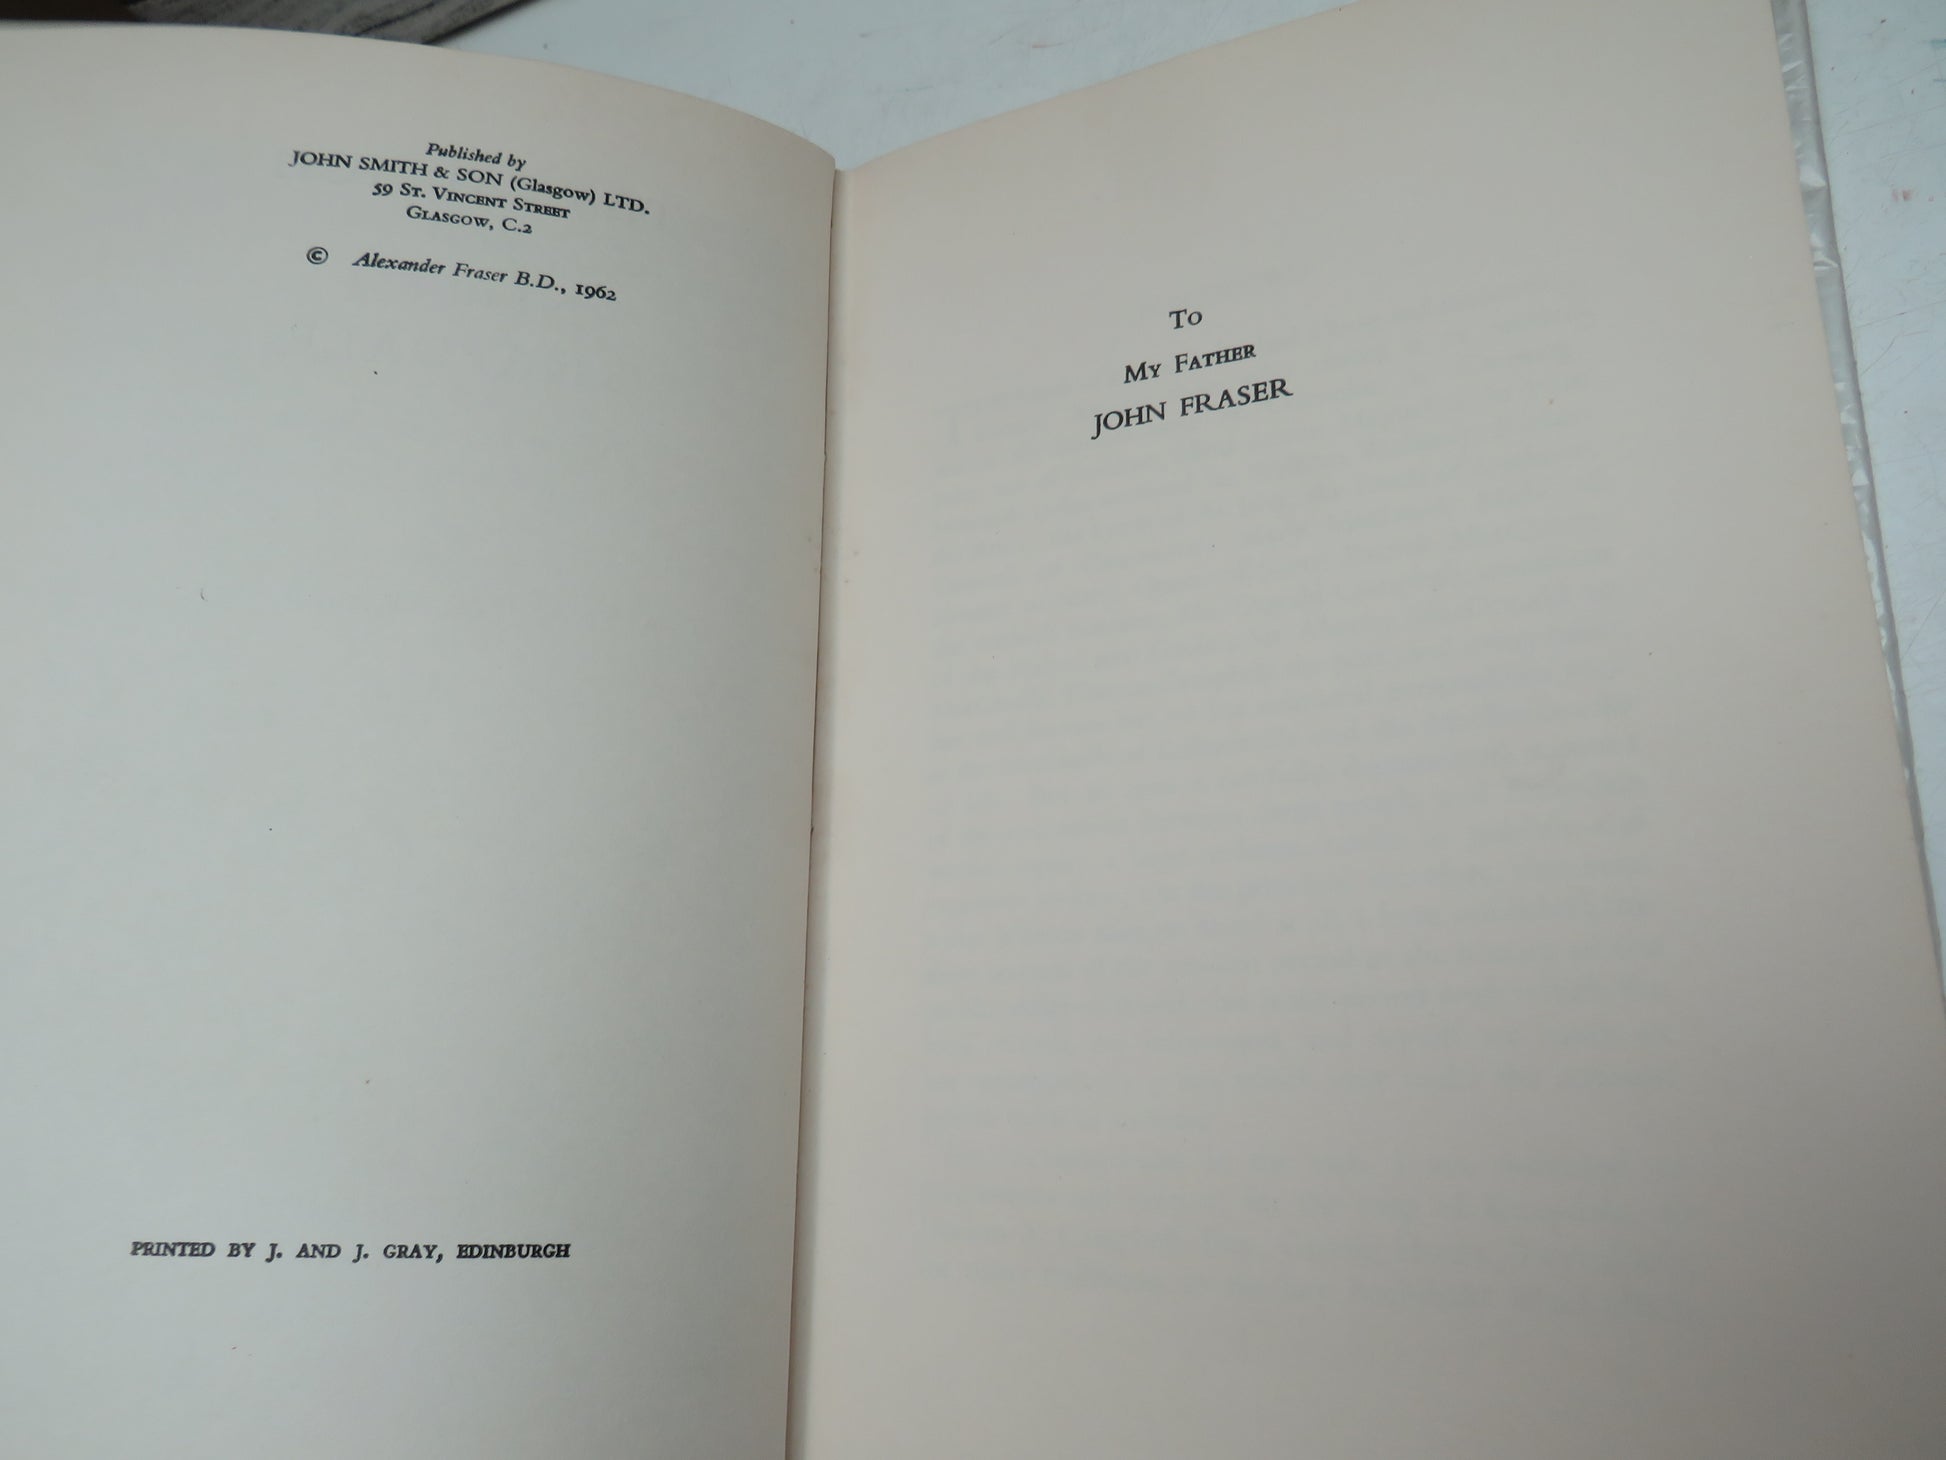 Published by
JOHN SMITH & SON (Glasgow) LTD.
59 St. Vincent Street
Glasgow, C.2
© Alexander Fraser B.D., 1962
PRINTED BY J. AND J. GRAY, EDINBURGH
To
My Father
JOHN FRASER